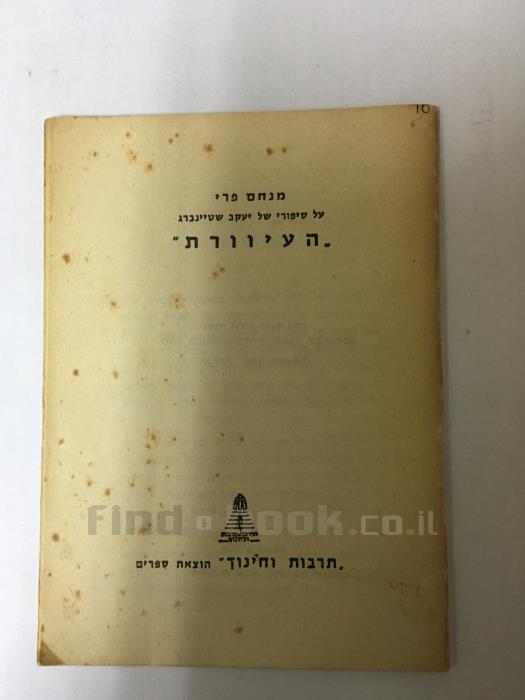 10
מנחם פרי
על סיפורי של יעקב שטיינברג
„העיוורת"
Findabook.co.il
„תרבות וחינוך" הוצאת ספרים